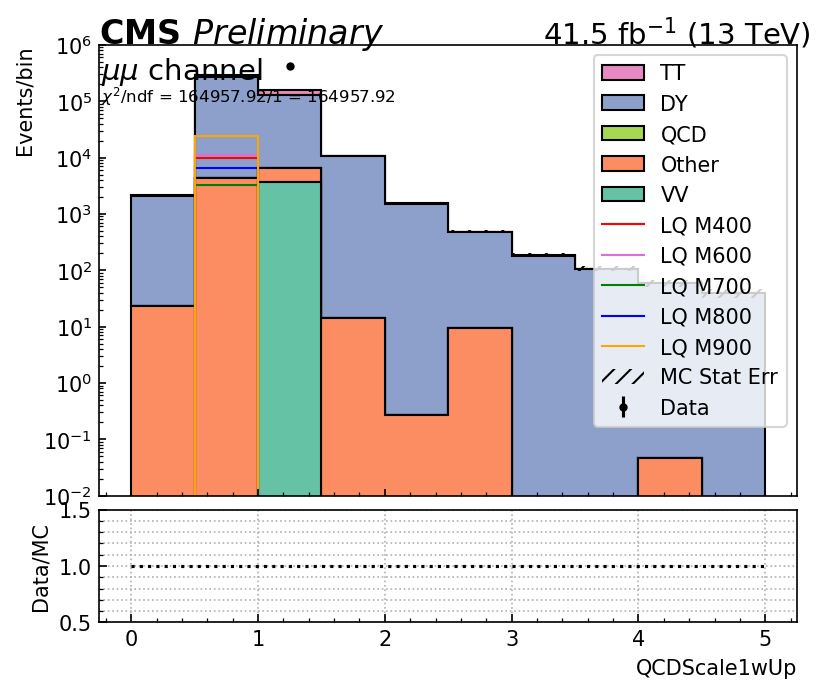 CMS Preliminary 41.5 fb⁻¹ (13 TeV)
μμ channel
χ²/ndf = 164957.92/1 = 164957.92
Events/bin
10⁶
10⁵
10⁴
10³
10²
10¹
10⁰
10⁻¹
10⁻²
TT
DY
QCD
Other
VV
LQ M400
LQ M600
LQ M700
LQ M800
LQ M900
MC Stat Err
Data
Data/MC
1.5
1.0
0.5
0 1 2 3 4 5
QCDScale1wUp